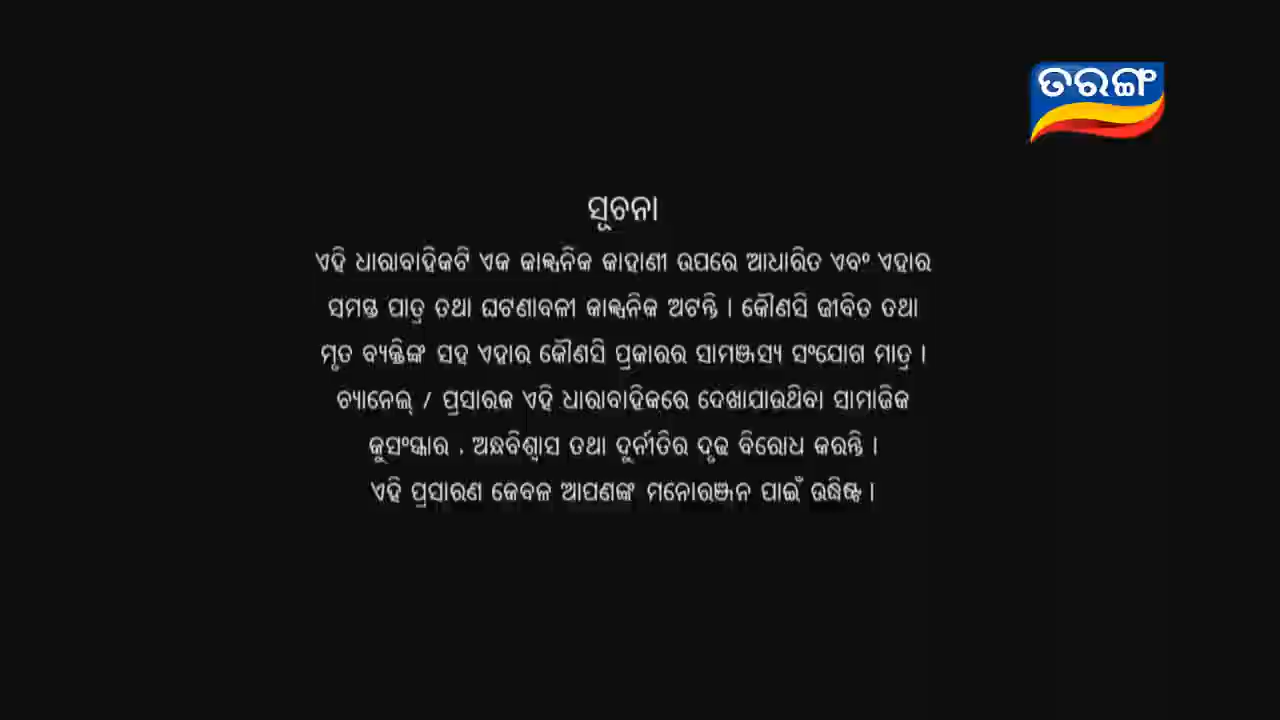 ତରଙ୍ଗ
ସୂଚନା
ଏହି ଧାରାବାହିକଟି ଏକ କାଳ୍ପନିକ କାହାଣୀ ଉପରେ ଆଧାରିତ ଏବଂ ଏହାର
ସମସ୍ତ ପାତ୍ର ତଥା ଘଟଣାବଳୀ କାଳ୍ପନିକ ଅଟନ୍ତି ।  କୌଣସି ଜୀବିତ ତଥା
ମୃତ ବ୍ୟକ୍ତିଙ୍କ ସହ ଏହାର କୌଣସି ପ୍ରକାରର ସାମଞ୍ଜସ୍ୟ ସଂଯୋଗ ମାତ୍ର ।
ଚ୍ୟାନେଲ୍ / ପ୍ରସାରକ ଏହି ଧାରାବାହିକରେ ଦେଖାଯାଉଥିବା ସାମାଜିକ
କୁସଂସ୍କାର , ଅନ୍ଧବିଶ୍ୱାସ ତଥା ଦୁର୍ନୀତିର ଦୃଢ ବିରୋଧ କରନ୍ତି ।
ଏହି ପ୍ରସାରଣ କେବଳ ଆପଣଙ୍କ ମନୋରଞ୍ଜନ ପାଇଁ ଉଦ୍ଧିଷ୍ଟ ।